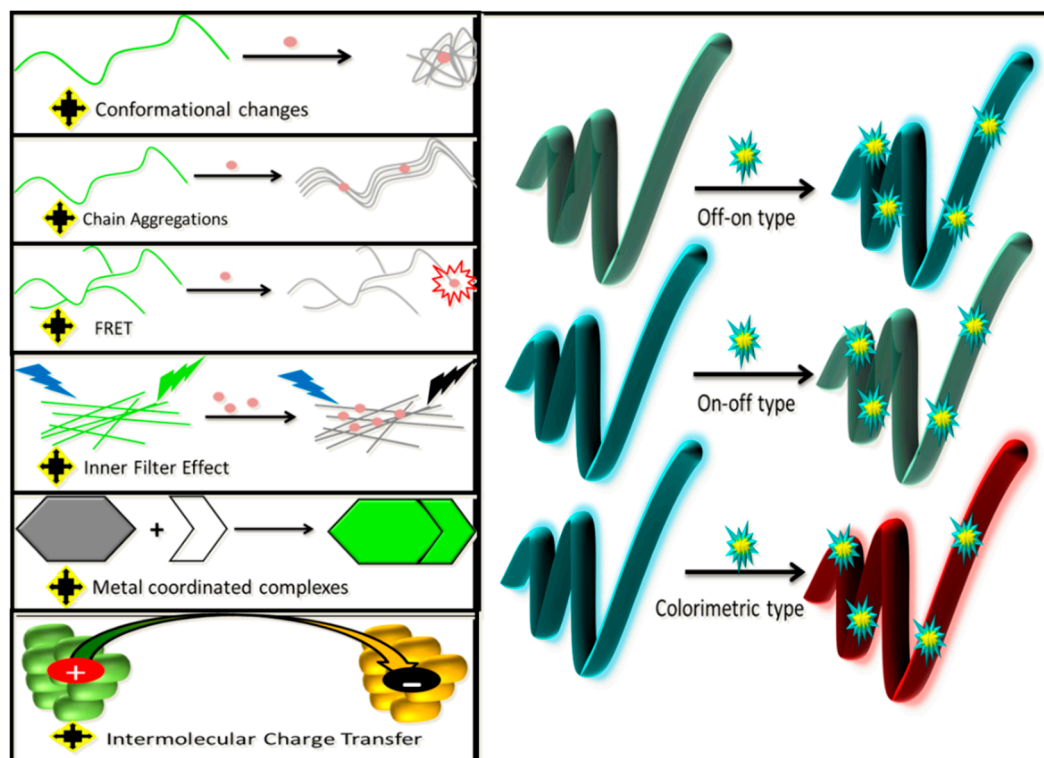 Conformational changes
Chain Aggregations
FRET
Inner Filter Effect
+
Metal coordinated complexes
+
−
Intermolecular Charge Transfer
Off-on type
On-off type
Colorimetric type